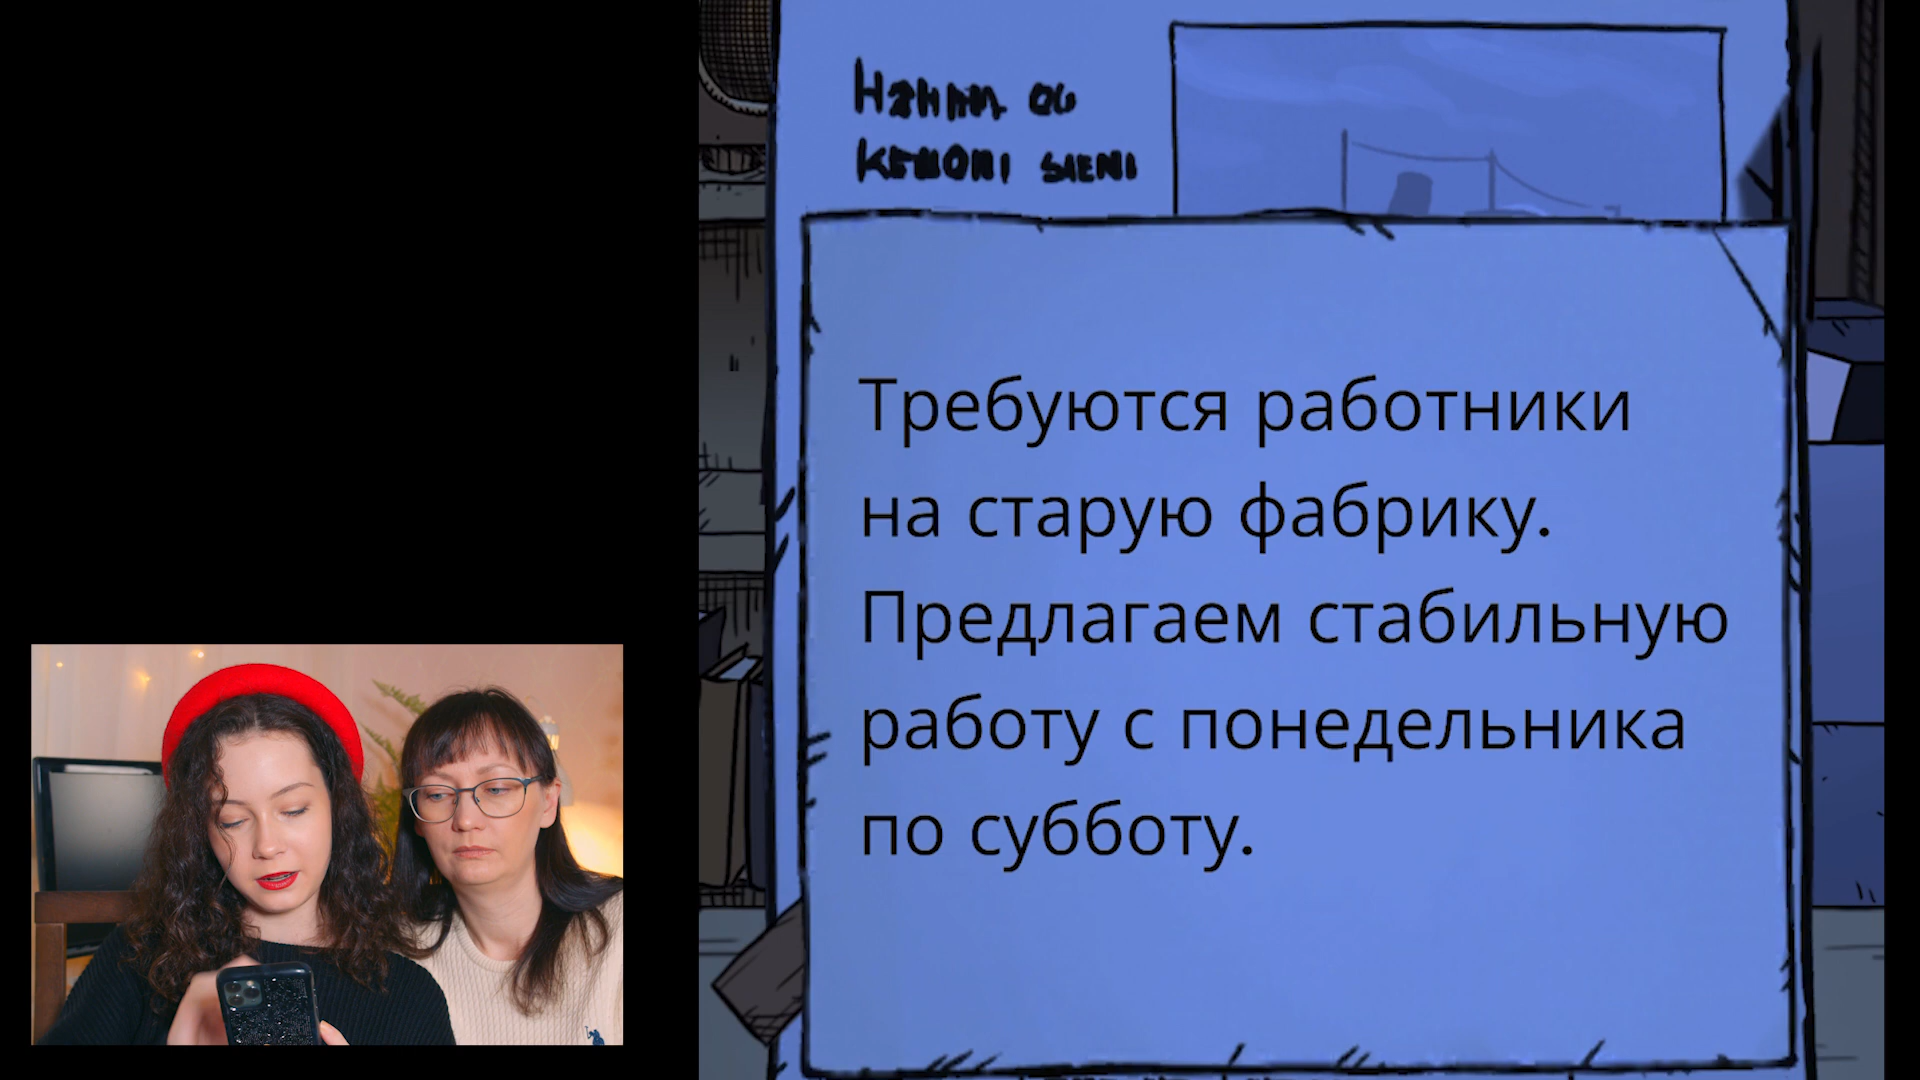 Требуются работники
на старую фабрику.
Предлагаем стабильную
работу с понедельника
по субботу.